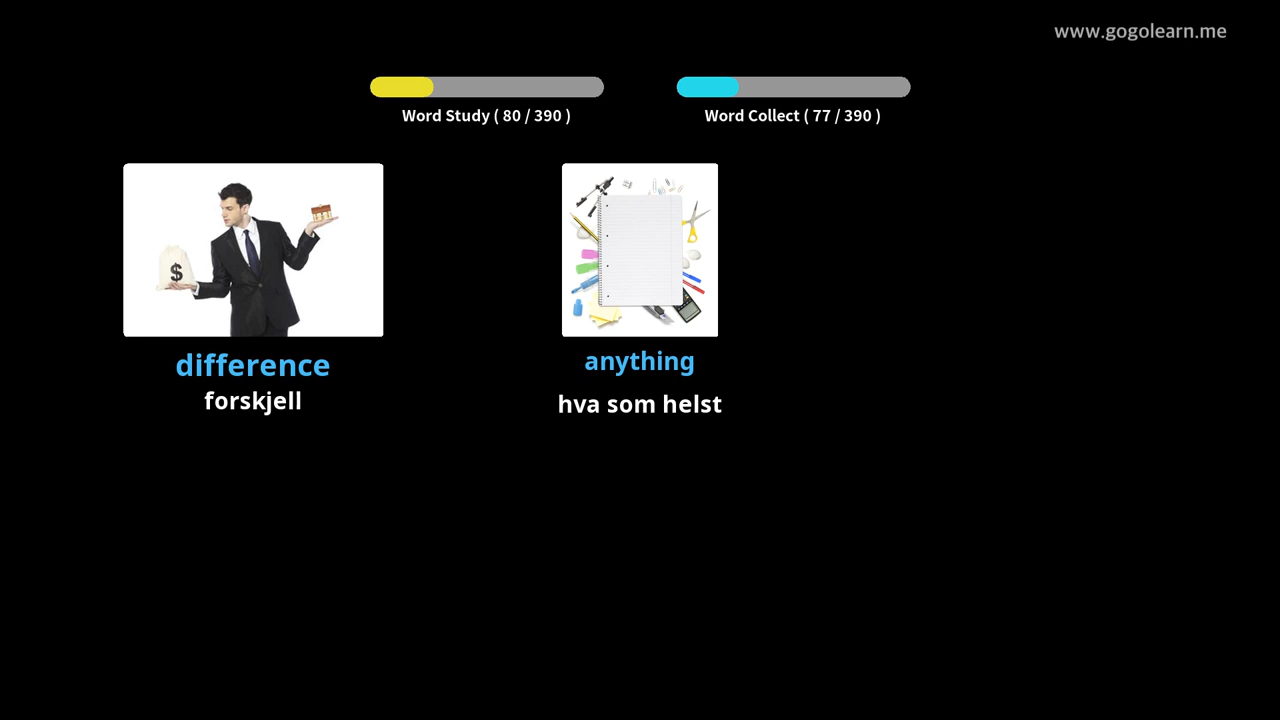 www.gogolearn.me
Word Study ( 80 / 390 )
Word Collect ( 77 / 390 )
$
difference
forskjell
anything
hva som helst